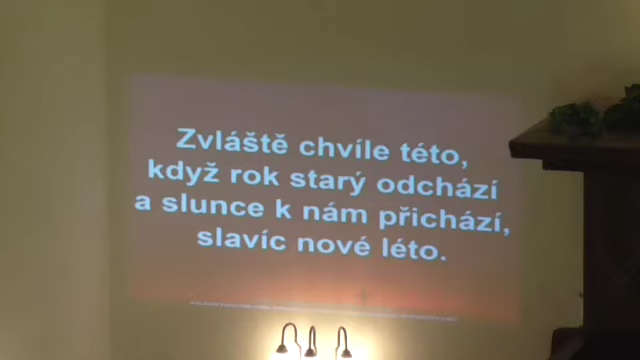 Zvláště chvíle této,
když rok starý odchází
a slunce k nám přichází,
slavíc nové léto.